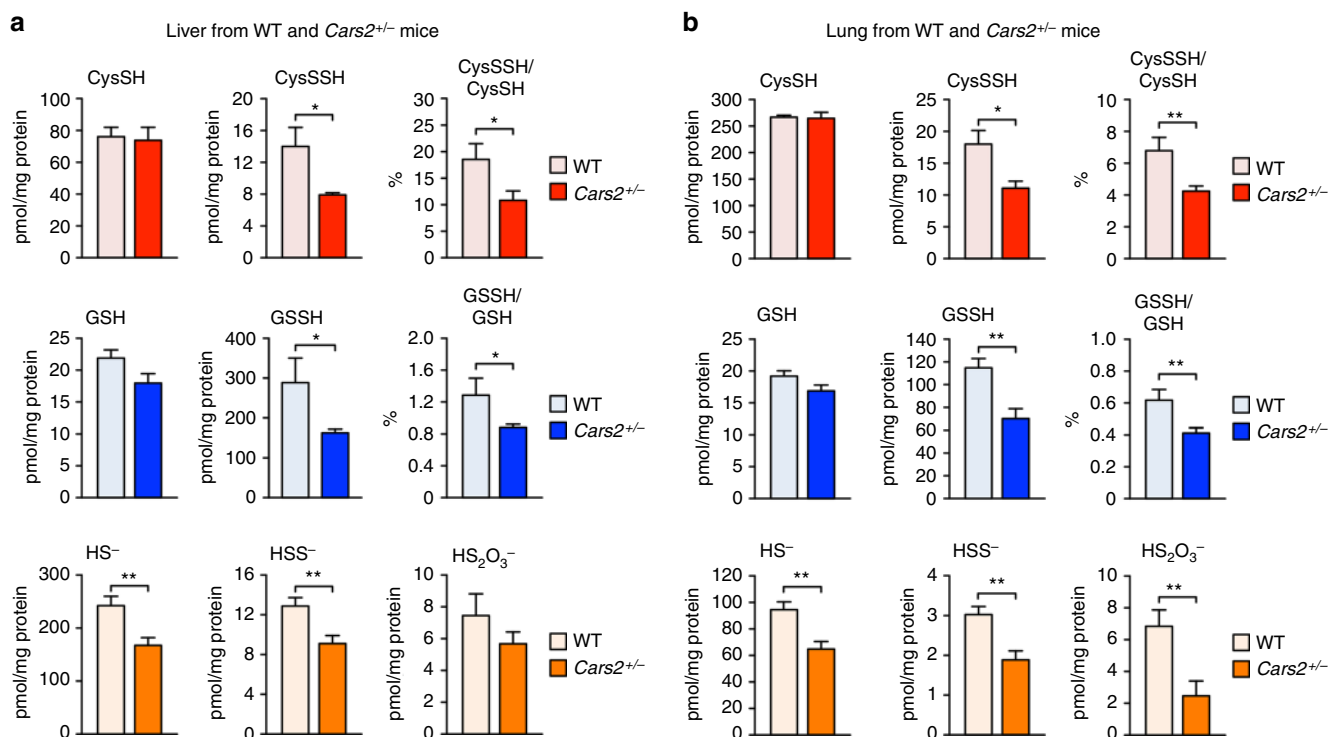 a
Liver from WT and Cars2+/– mice
CysSH
pmol/mg protein
100
80
60
40
20
0
CysSSH
pmol/mg protein
20
16
12
8
4
0
*
CysSSH/
CysSH
%
30
25
20
15
10
5
0
*
WT
Cars2+/–
GSH
pmol/mg protein
25
20
15
10
5
0
GSSH
pmol/mg protein
400
300
200
100
0
*
GSSH/
GSH
%
1.6
1.2
0.8
0.4
0
*
WT
Cars2+/–
HS–
pmol/mg protein
300
200
100
0
**
HSS–
pmol/mg protein
16
12
8
4
0
**
HS2O3–
pmol/mg protein
10
8
6
4
2
0
WT
Cars2+/–
b
Lung from WT and Cars2+/– mice
CysSH
pmol/mg protein
300
250
200
150
100
50
0
CysSSH
pmol/mg protein
25
20
15
10
5
0
*
CysSSH/
CysSH
%
10
8
6
4
2
0
**
WT
Cars2+/–
GSH
pmol/mg protein
25
20
15
10
5
0
GSSH
pmol/mg protein
140
120
100
80
60
40
20
0
**
GSSH/
GSH
%
1.0
0.8
0.6
0.4
0.2
0
**
WT
Cars2+/–
HS–
pmol/mg protein
120
100
80
60
40
20
0
**
HSS–
pmol/mg protein
4
3
2
1
0
**
HS2O3–
pmol/mg protein
10
8
6
4
2
0
**
WT
Cars2+/–